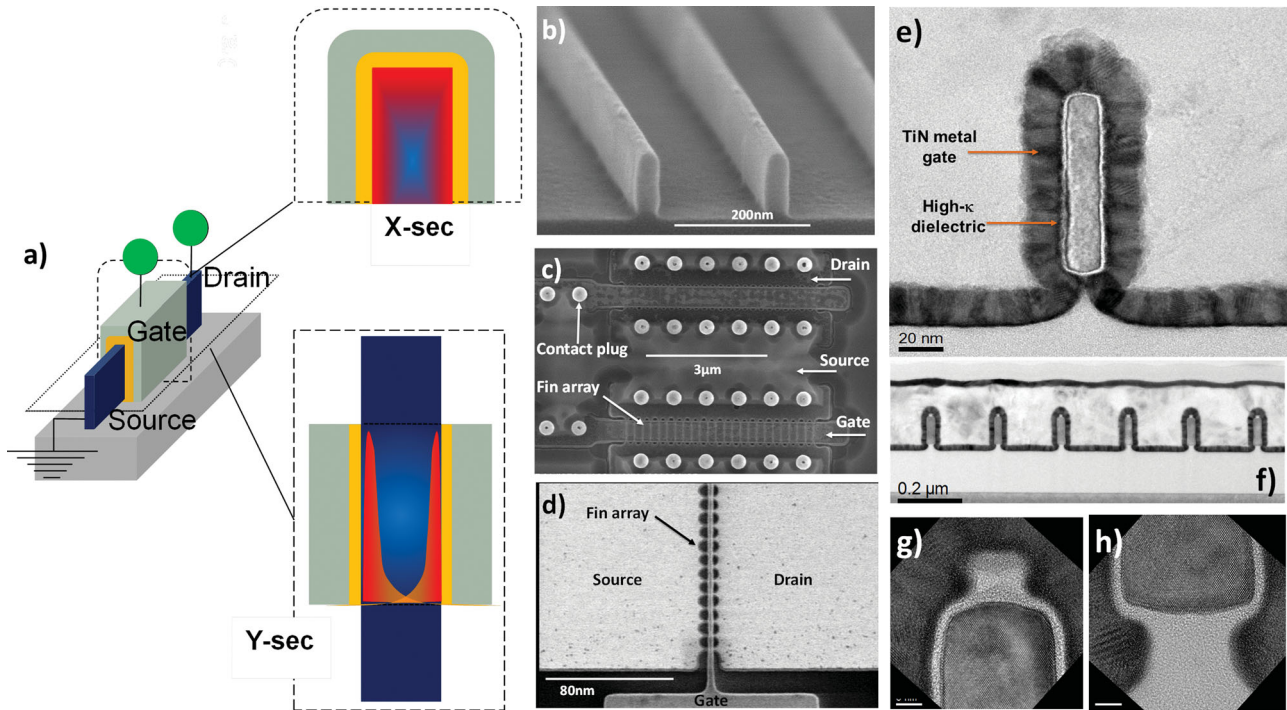 a)
X-sec
Drain
Gate
Source
Y-sec
b)
200nm
c)
Drain
Contact plug
3µm
Source
Fin array
Gate
d)
Fin array
Source
Drain
80nm
Gate
e)
TiN metal
gate
High-κ
dielectric
20 nm
f)
0.2 µm
g)
h)